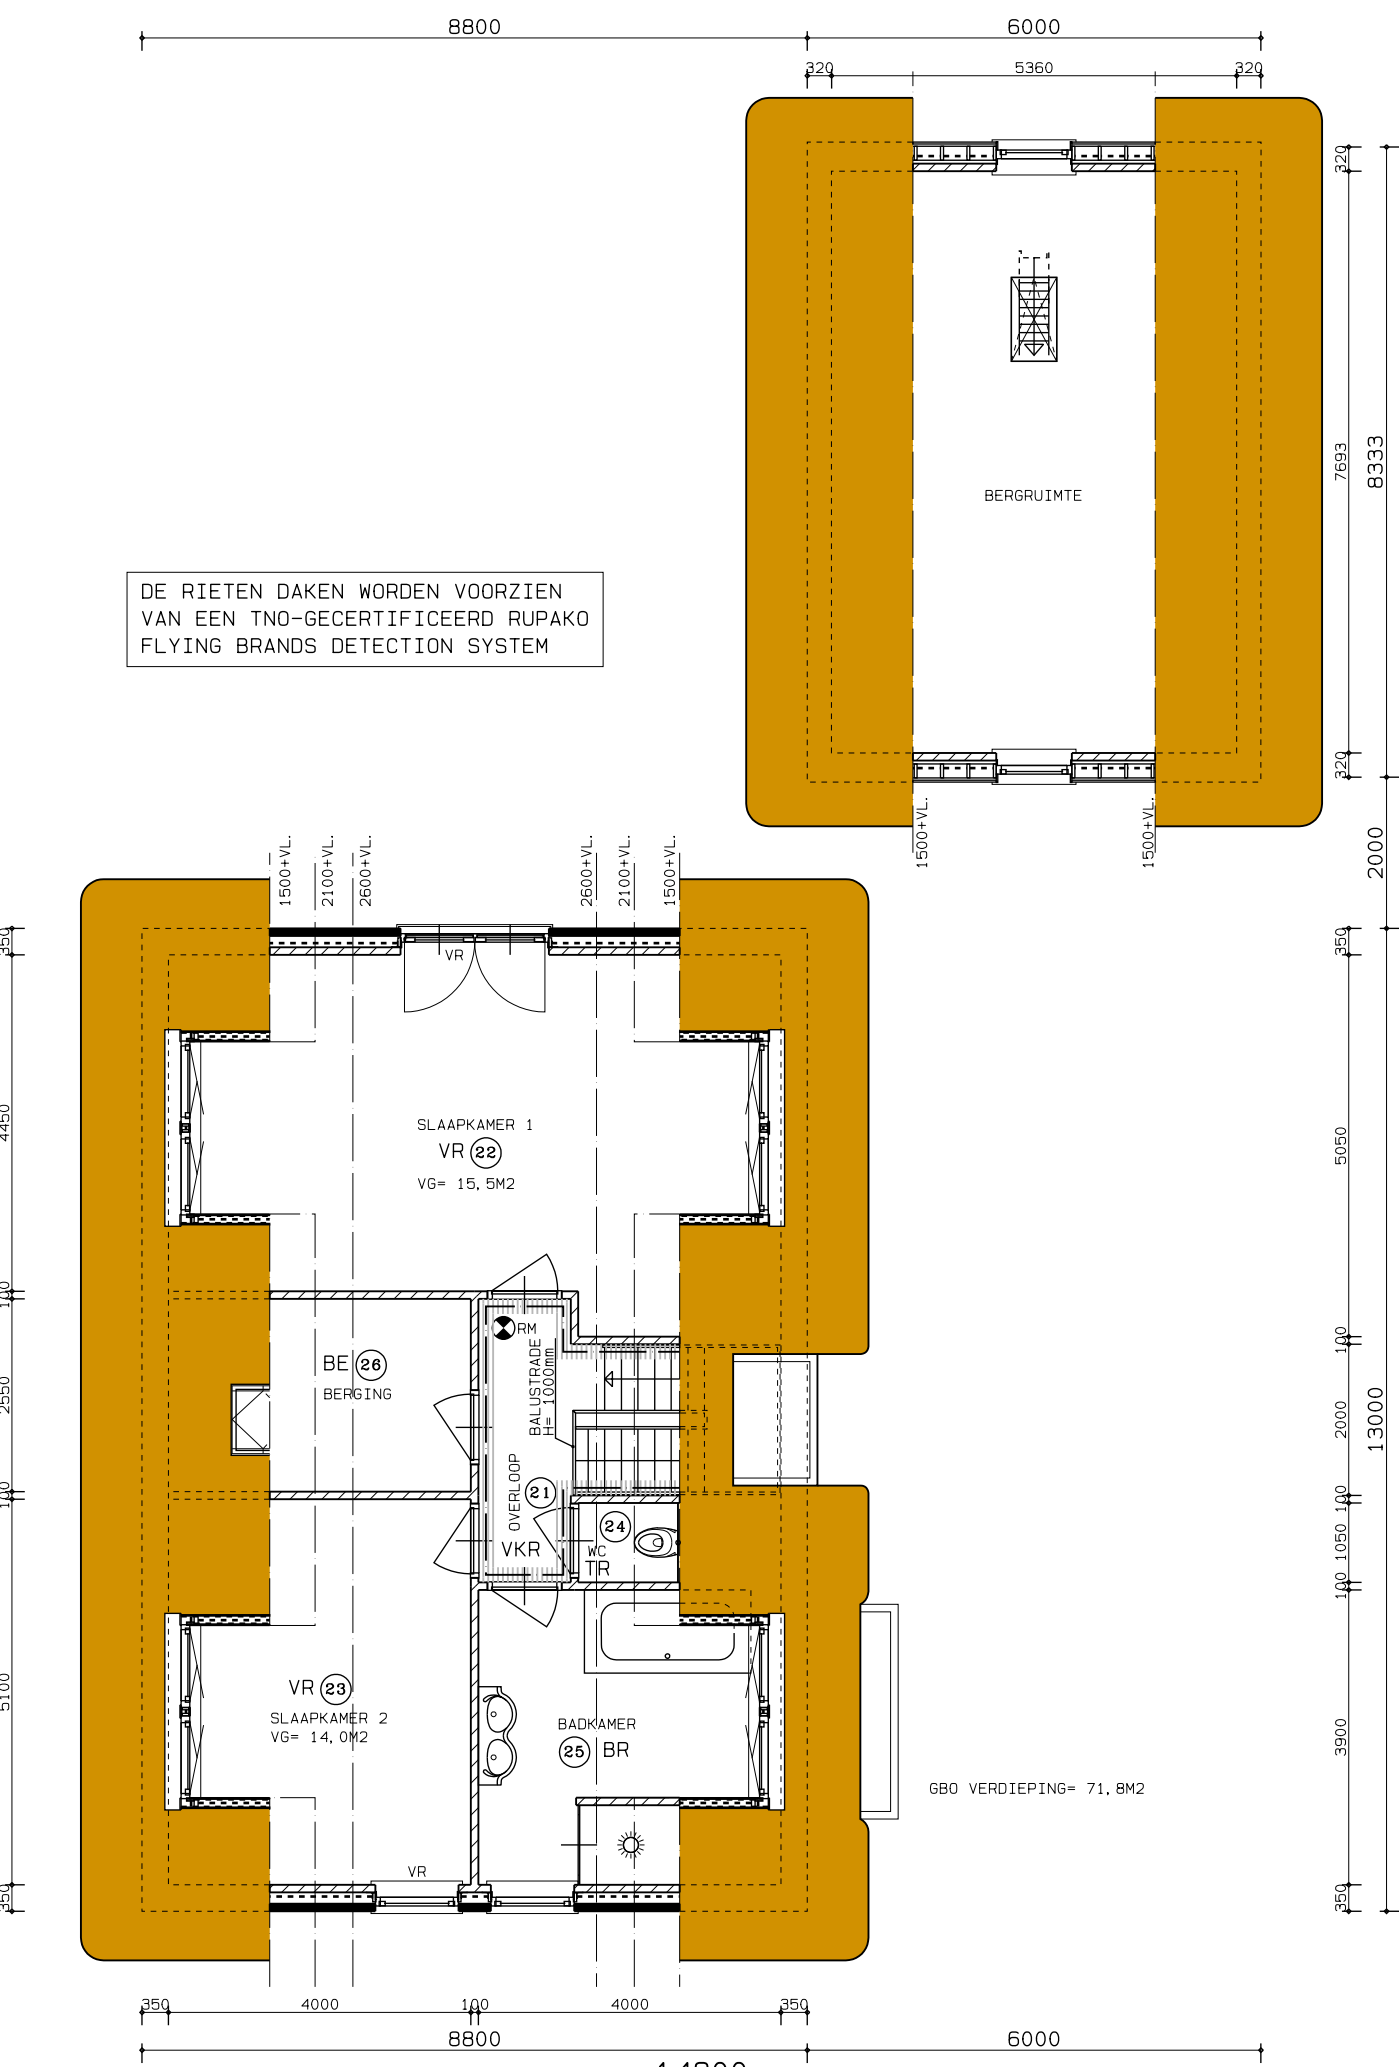 8800
6000
320
5360
320
320
7693
8333
BERGRUIMTE
DE RIETEN DAKEN WORDEN VOORZIEN
VAN EEN TNO-GECERTIFICEERD RUPAKO
FLYING BRANDS DETECTION SYSTEM
320
1500+VL.
1500+VL.
2000
1500+VL.
2100+VL.
2600+VL.
2600+VL.
2100+VL.
1500+VL.
350
350
VR
4450
5050
SLAAPKAMER 1
VR 22
VG= 15,5M2
100
100
RM
BALUSTRADE
H= 1000mm
BE 26
BERGING
2550
2000
13000
OVERLOOP
21
100
100
24
WC
TR
VKR
1050
100
5100
VR 23
SLAAPKAMER 2
VG= 14,0M2
BADKAMER
25 BR
3900
GBO VERDIEPING= 71,8M2
VR
350
350
350
4000
100
4000
350
8800
6000